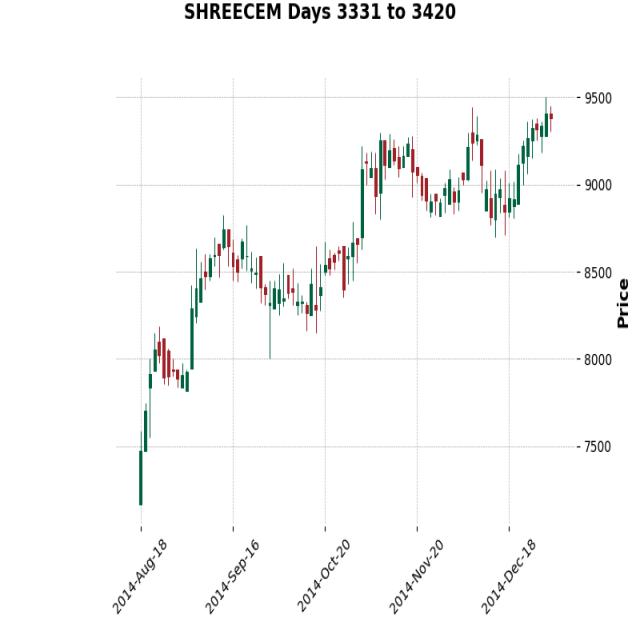 SHREECEM Days 3331 to 3420
9500
9000
8500
8000
7500
Price
2014-Aug-18
2014-Sep-16
2014-Oct-20
2014-Nov-20
2014-Dec-18